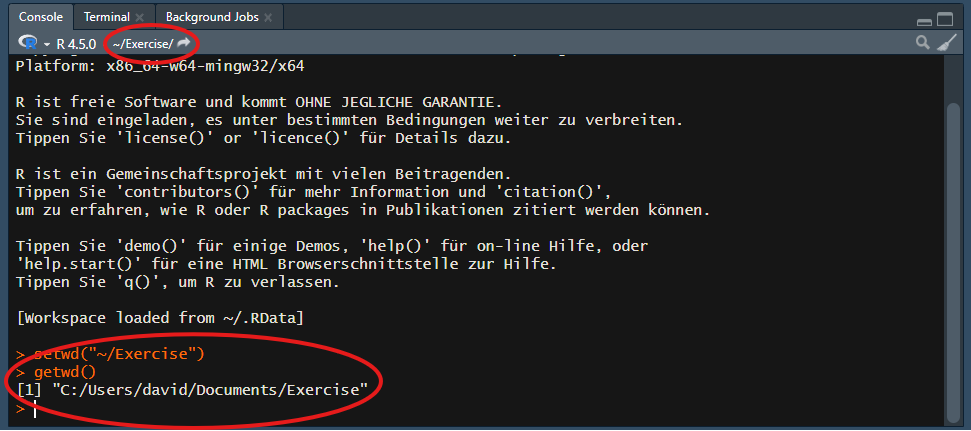 Console Terminal Background Jobs
R 4.5.0 ~/Exercise/
Platform: x86_64-w64-mingw32/x64
R ist freie Software und kommt OHNE JEGLICHE GARANTIE.
Sie sind eingeladen, es unter bestimmten Bedingungen weiter zu verbreiten.
Tippen Sie 'license()' or 'licence()' für Details dazu.
R ist ein Gemeinschaftsprojekt mit vielen Beitragenden.
Tippen Sie 'contributors()' für mehr Information und 'citation()',
um zu erfahren, wie R oder R packages in Publikationen zitiert werden können.
Tippen Sie 'demo()' für einige Demos, 'help()' für on-line Hilfe, oder
'help.start()' für eine HTML Browserschnittstelle zur Hilfe.
Tippen Sie 'q()', um R zu verlassen.
[Workspace loaded from ~/.RData]
> setwd("~/Exercise")
> getwd()
[1] "C:/Users/david/Documents/Exercise"
>